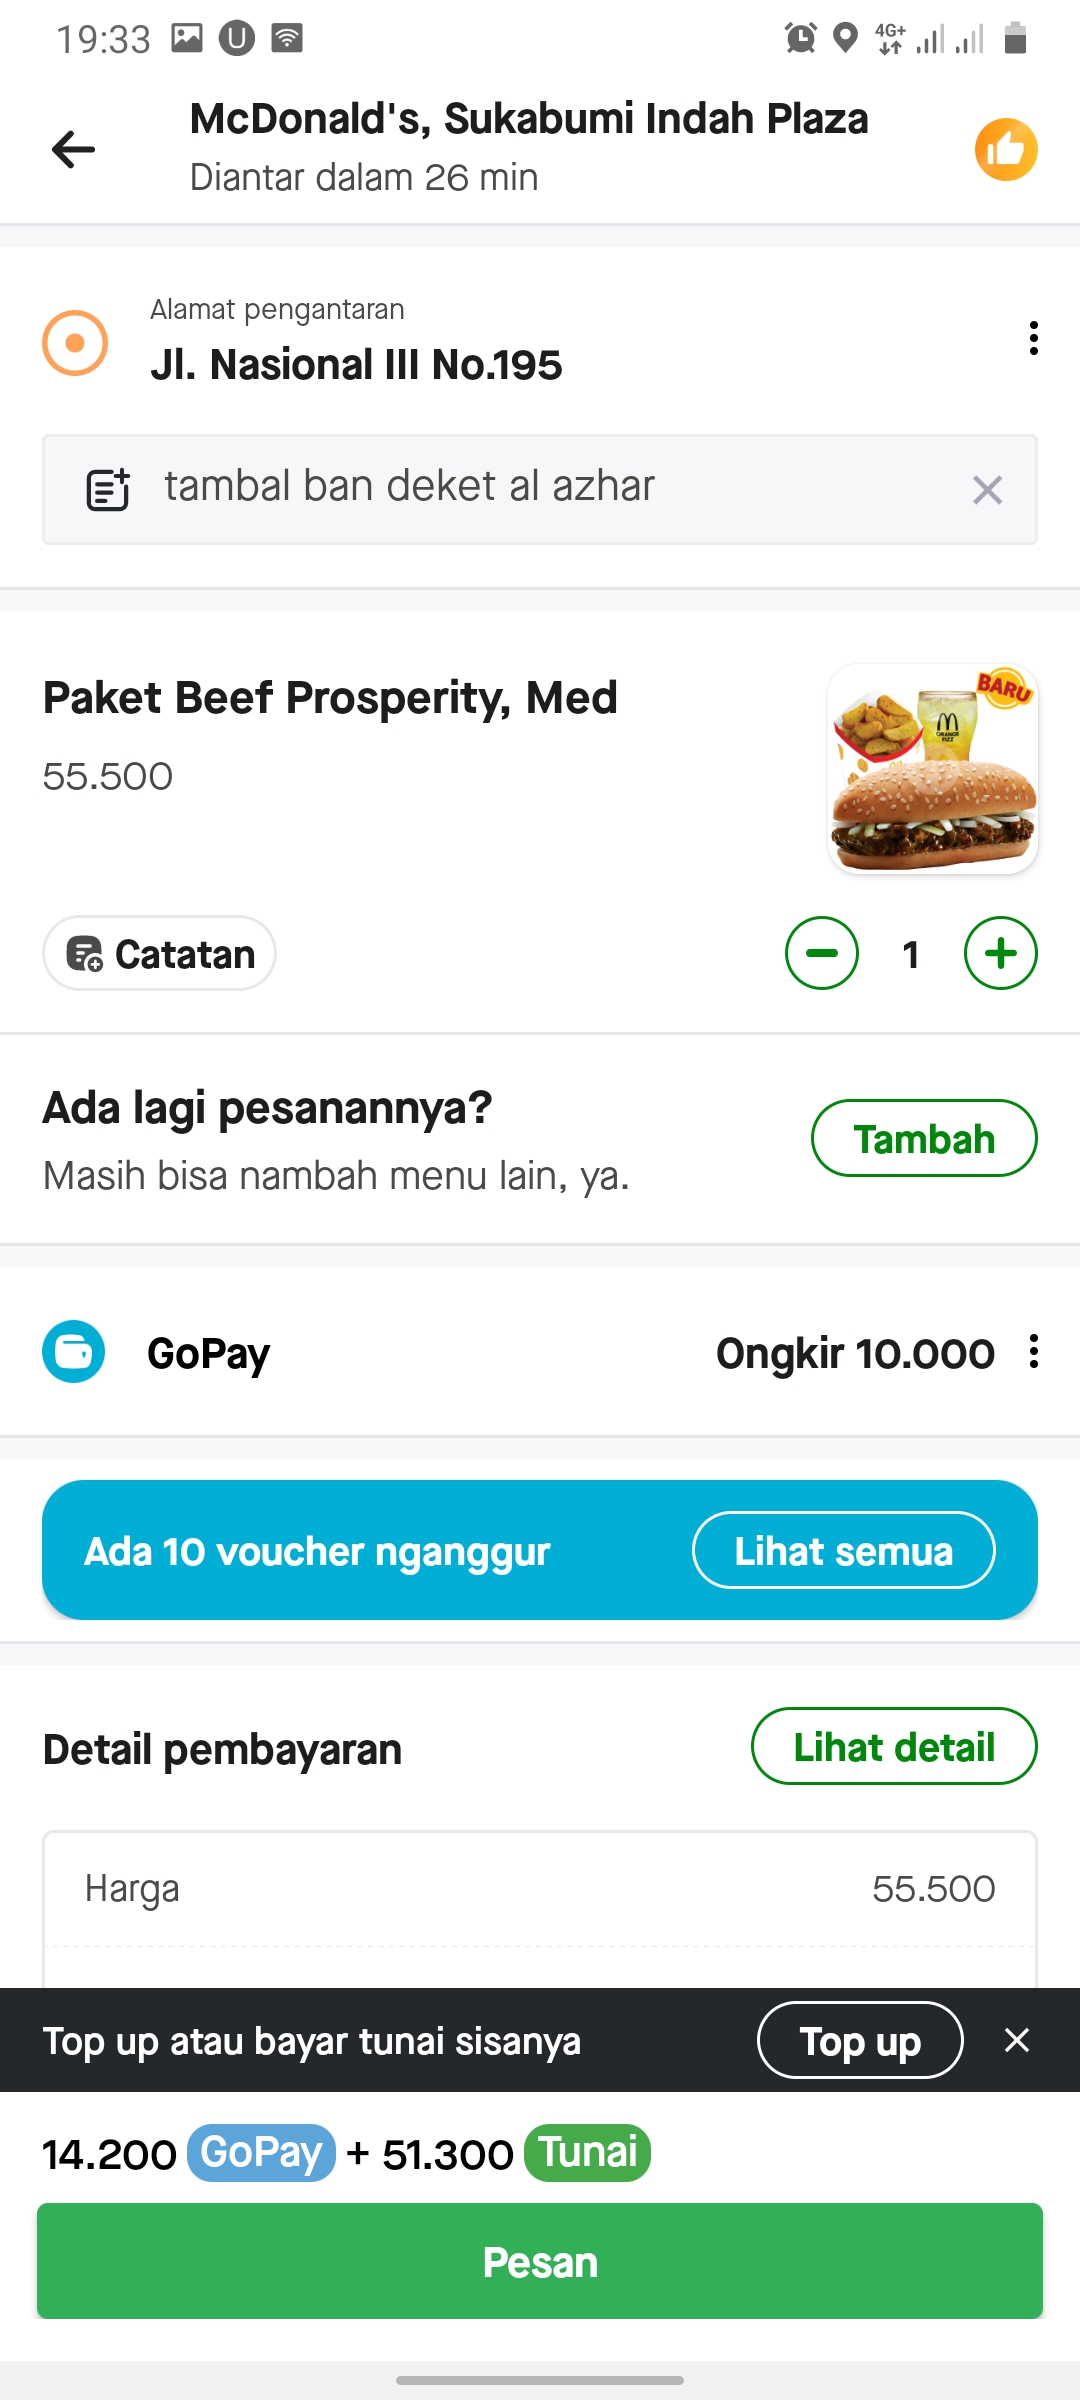 19:33
4G+
McDonald's, Sukabumi Indah Plaza
Diantar dalam 26 min
Alamat pengantaran
Jl. Nasional III No.195
tambal ban deket al azhar
Paket Beef Prosperity, Med
55.500
BARU
ORANGE
FIZZ
Catatan
1
Ada lagi pesanannya?
Masih bisa nambah menu lain, ya.
Tambah
GoPay
Ongkir 10.000
Ada 10 voucher nganggur
Lihat semua
Detail pembayaran
Lihat detail
Harga
55.500
Top up atau bayar tunai sisanya
Top up
14.200 GoPay + 51.300 Tunai
Pesan